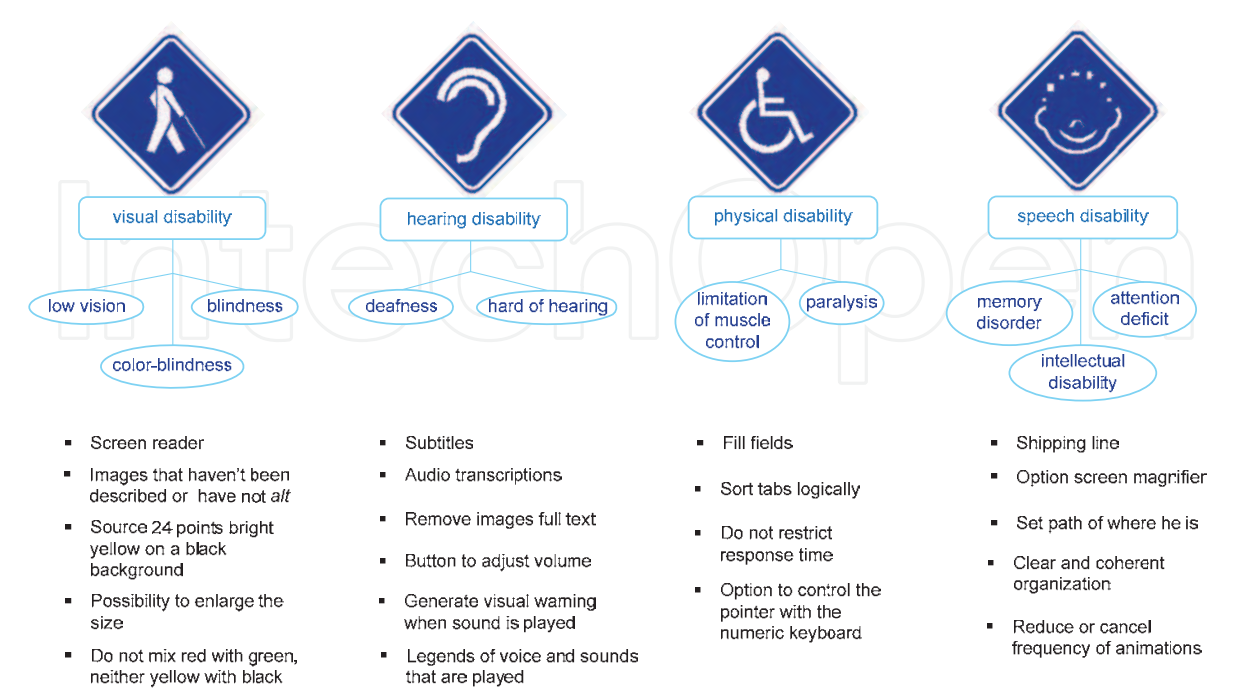 IntechOpen
visual disability
low vision
blindness
color-blindness
▪ Screen reader
▪ Images that haven't been
described or have not alt
▪ Source 24 points bright
yellow on a black
background
▪ Possibility to enlarge the
size
▪ Do not mix red with green,
neither yellow with black
hearing disability
deafness
hard of hearing
▪ Subtitles
▪ Audio transcriptions
▪ Remove images full text
▪ Button to adjust volume
▪ Generate visual warning
when sound is played
▪ Legends of voice and sounds
that are played
physical disability
limitation
of muscle
control
paralysis
▪ Fill fields
▪ Sort tabs logically
▪ Do not restrict
response time
▪ Option to control the
pointer with the
numeric keyboard
speech disability
memory
disorder
attention
deficit
intellectual
disability
▪ Shipping line
▪ Option screen magnifier
▪ Set path of where he is
▪ Clear and coherent
organization
▪ Reduce or cancel
frequency of animations